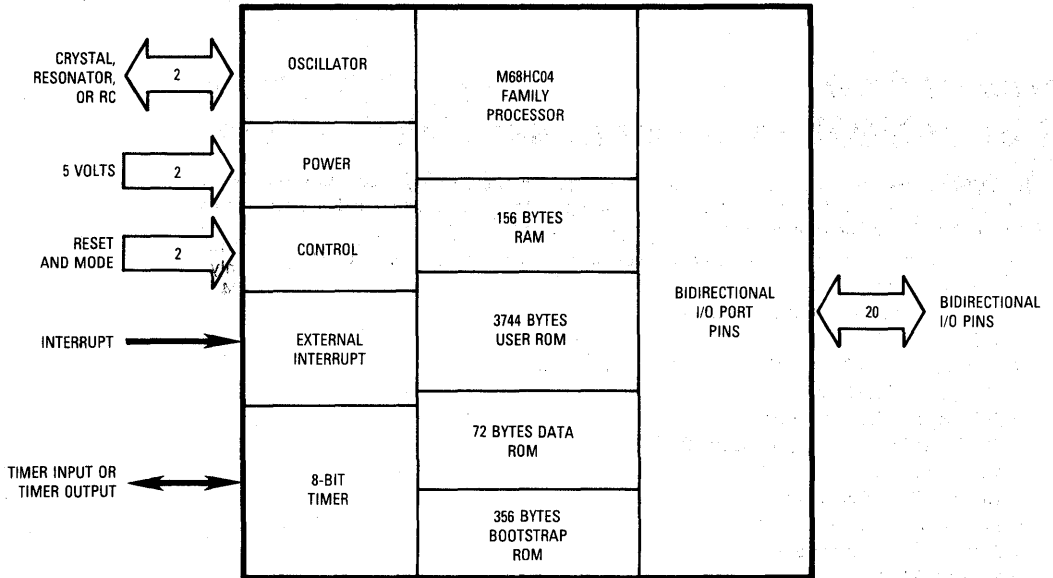 CRYSTAL,
RESONATOR,
OR RC
2
OSCILLATOR
5 VOLTS
2
POWER
RESET
AND MODE
2
CONTROL
INTERRUPT
EXTERNAL
INTERRUPT
TIMER INPUT OR
TIMER OUTPUT
8-BIT
TIMER
M68HC04
FAMILY
PROCESSOR
156 BYTES
RAM
3744 BYTES
USER ROM
72 BYTES DATA
ROM
356 BYTES
BOOTSTRAP
ROM
BIDIRECTIONAL
I/O PORT
PINS
20
BIDIRECTIONAL
I/O PINS